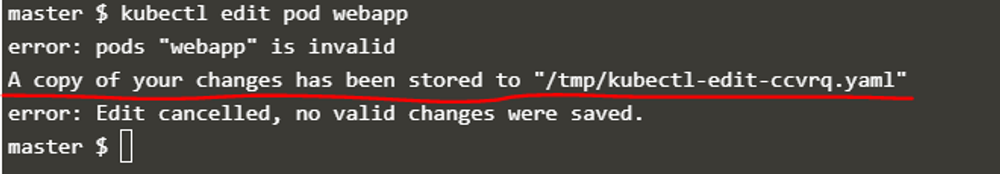 master $ kubectl edit pod webapp
error: pods "webapp" is invalid
A copy of your changes has been stored to "/tmp/kubectl-edit-ccvrq.yaml"
error: Edit cancelled, no valid changes were saved.
master $